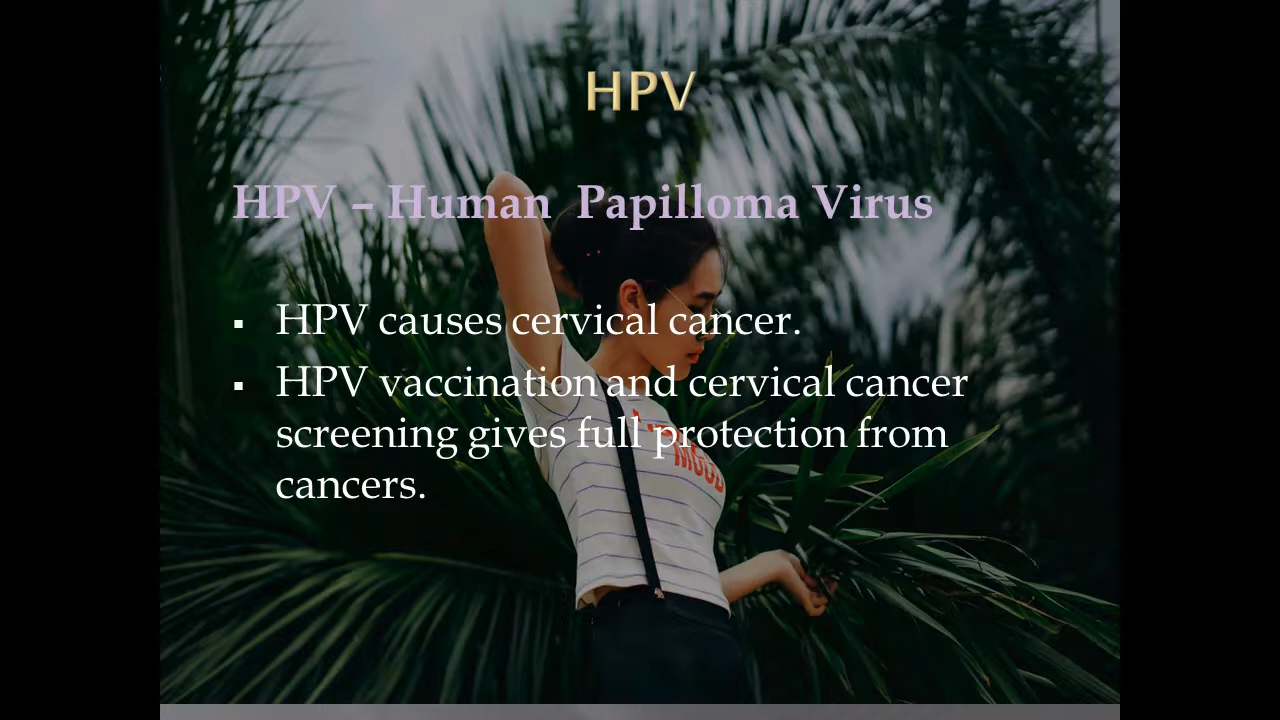 HPV
HPV – Human Papilloma Virus
▪ HPV causes cervical cancer.
▪ HPV vaccination and cervical cancer
screening gives full protection from
cancers.
MOOD